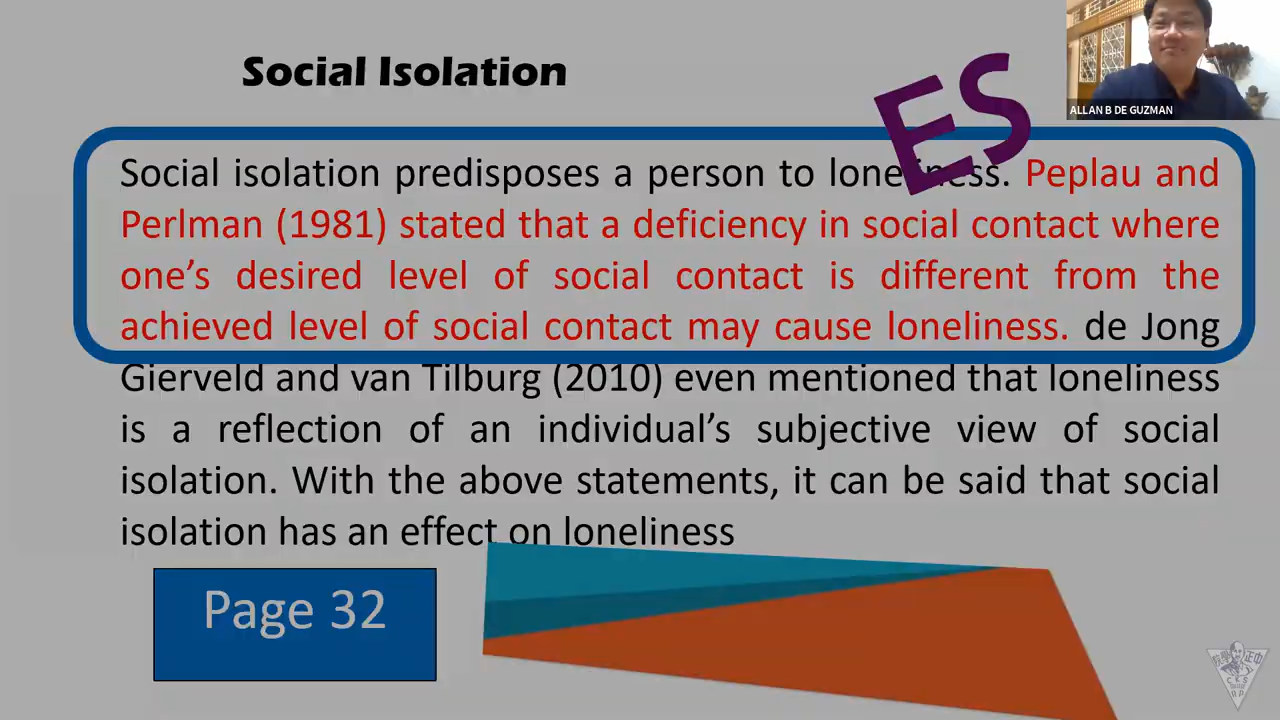 Social Isolation
ES
ALLAN B DE GUZMAN
Social isolation predisposes a person to loneliness. Peplau and
Perlman (1981) stated that a deficiency in social contact where
one's desired level of social contact is different from the
achieved level of social contact may cause loneliness. de Jong
Gierveld and van Tilburg (2010) even mentioned that loneliness
is a reflection of an individual's subjective view of social
isolation. With the above statements, it can be said that social
isolation has an effect on loneliness
Page 32